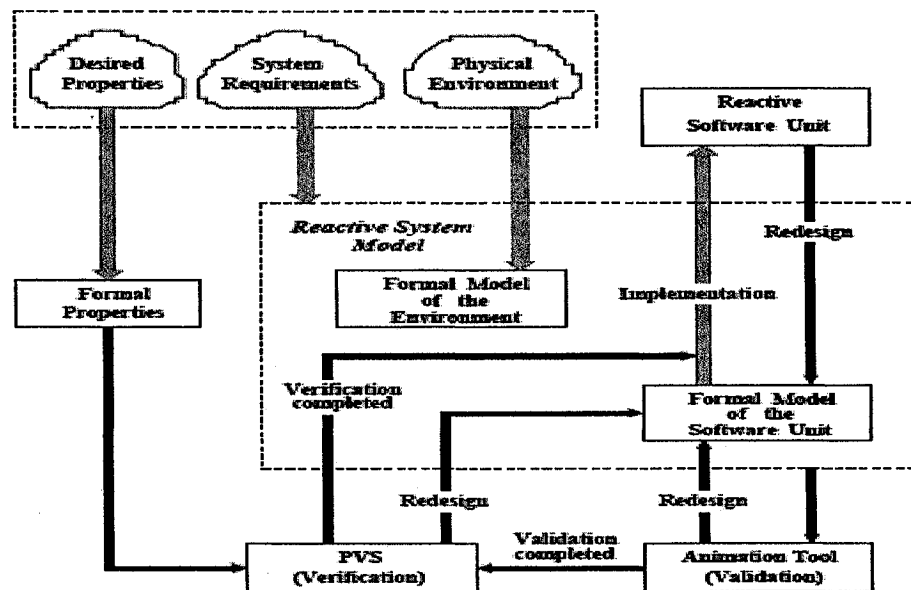 Desired
Properties
System
Requirements
Physical
Environment
Reactive
Software Unit
Reactive System
Model
Redesign
Formal
Properties
Formal Model
of the
Environment
Implementation
Verification
completed
Formal Model
of the
Software Unit
Redesign
Redesign
Validation
completed
PVS
(Verification)
Animation Tool
(Validation)